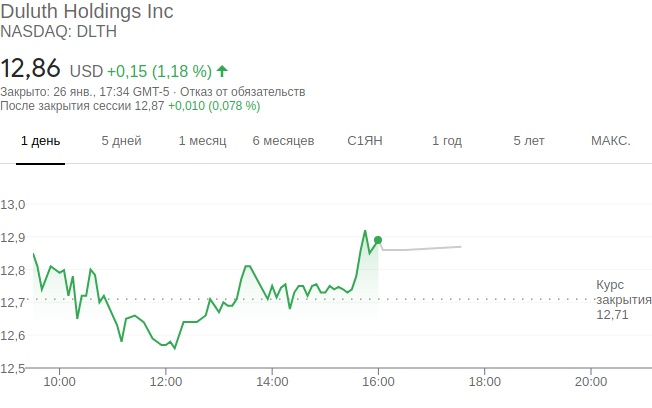 Duluth Holdings Inc
NASDAQ: DLTH
12,86 USD +0,15 (1,18 %)
Закрыто: 26 янв., 17:34 GMT-5 · Отказ от обязательств
После закрытия сессии 12,87 +0,010 (0,078 %)
1 день 5 дней 1 месяц 6 месяцев С1ЯН 1 год 5 лет МАКС.
13,0
12,9
12,8
12,7
12,6
12,5
Курс
закрытия
12,71
10:00 12:00 14:00 16:00 18:00 20:00